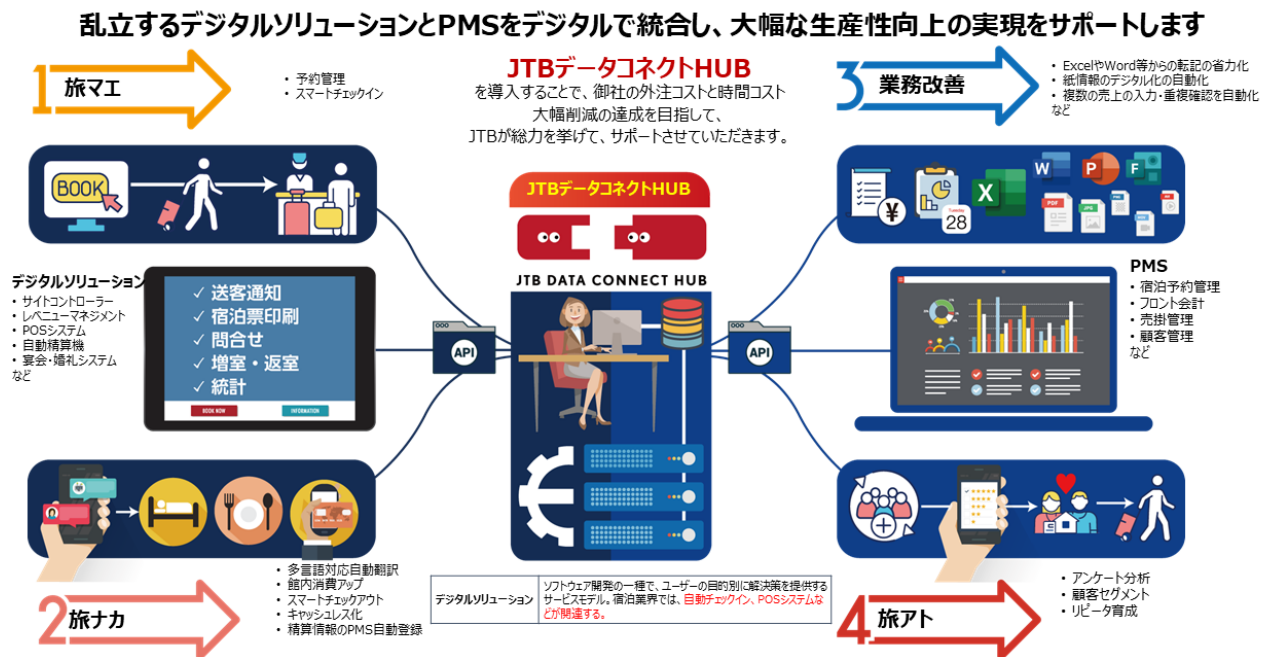 乱立するデジタルソリューションとPMSをデジタルで統合し、大幅な生産性向上の実現をサポートします
1 旅マエ
• 予約管理
• スマートチェックイン
JTBデータコネクトHUB
を導入することで、御社の外注コストと時間コスト
大幅削減の達成を目指して、
JTBが総力を挙げて、サポートさせていただきます。
3 業務改善
• ExcelやWord等からの転記の省力化
• 紙情報のデジタル化の自動化
• 複数の売上の入力・重複確認を自動化
など
BOOK
JTBデータコネクトHUB
JTB DATA CONNECT HUB
¥
28
X
W
P
F
PDF
JPG
デジタルソリューション
• サイトコントローラー
• レベニューマネジメント
• POSシステム
• 自動精算機
• 宴会・婚礼システム
など
✓ 送客通知
✓ 宿泊票印刷
✓ 問合せ
✓ 増室・返室
✓ 統計
BOOK NOW
INFORMATION
API
API
PMS
• 宿泊予約管理
• フロント会計
• 売掛管理
• 顧客管理
など
2 旅ナカ
• 多言語対応自動翻訳
• 館内消費アップ
• スマートチェックアウト
• キャッシュレス化
• 精算情報のPMS自動登録
デジタルソリューション
ソフトウェア開発の一種で、ユーザーの目的別に解決策を提供する
サービスモデル。宿泊業界では、自動チェックイン、POSシステムな
どが関連する。
4 旅アト
• アンケート分析
• 顧客セグメント
• リピータ育成